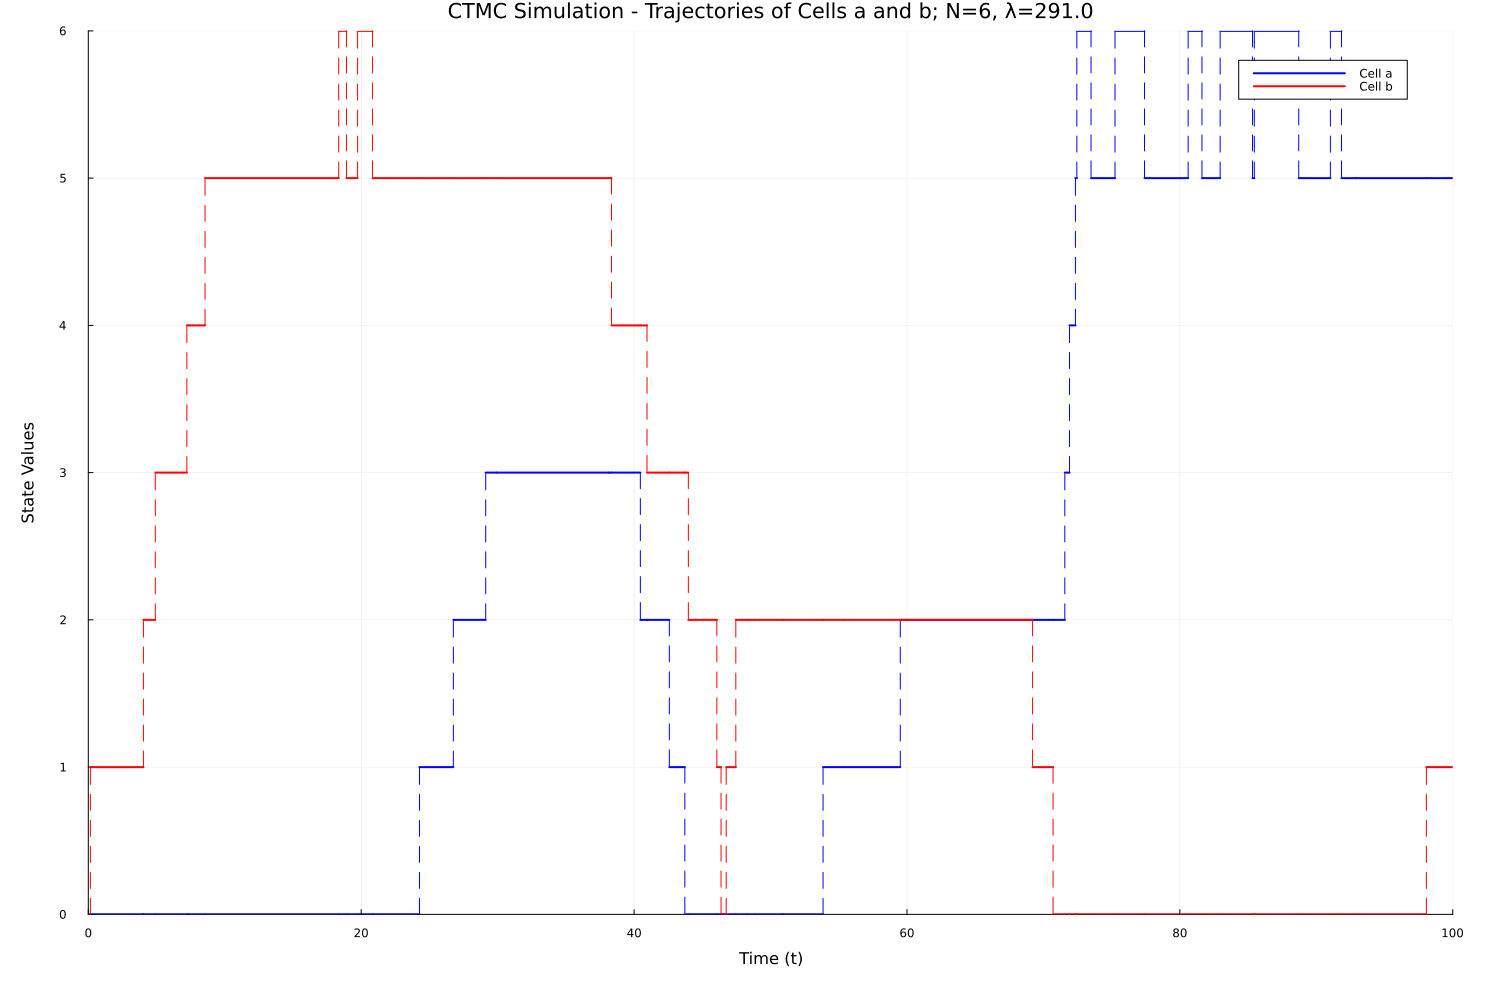 CTMC Simulation - Trajectories of Cells a and b; N=6, λ=291.0
6
5
4
3
2
1
0
State Values
Cell a
Cell b
0 20 40 60 80 100
Time (t)